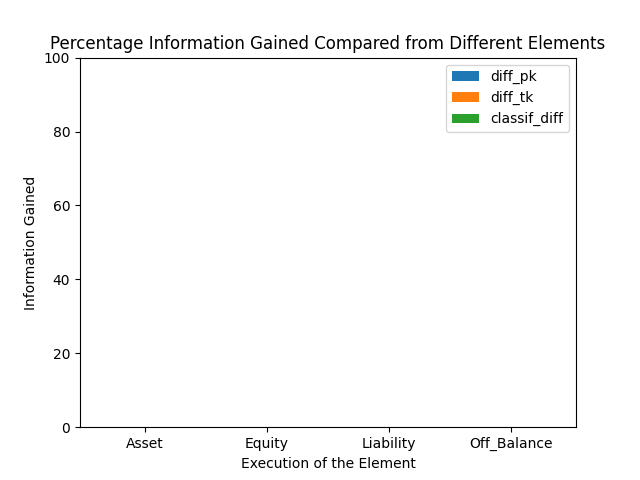 Percentage Information Gained Compared from Different Elements
100
80
60
40
20
0
Information Gained
diff_pk
diff_tk
classif_diff
Asset
Equity
Liability
Off_Balance
Execution of the Element